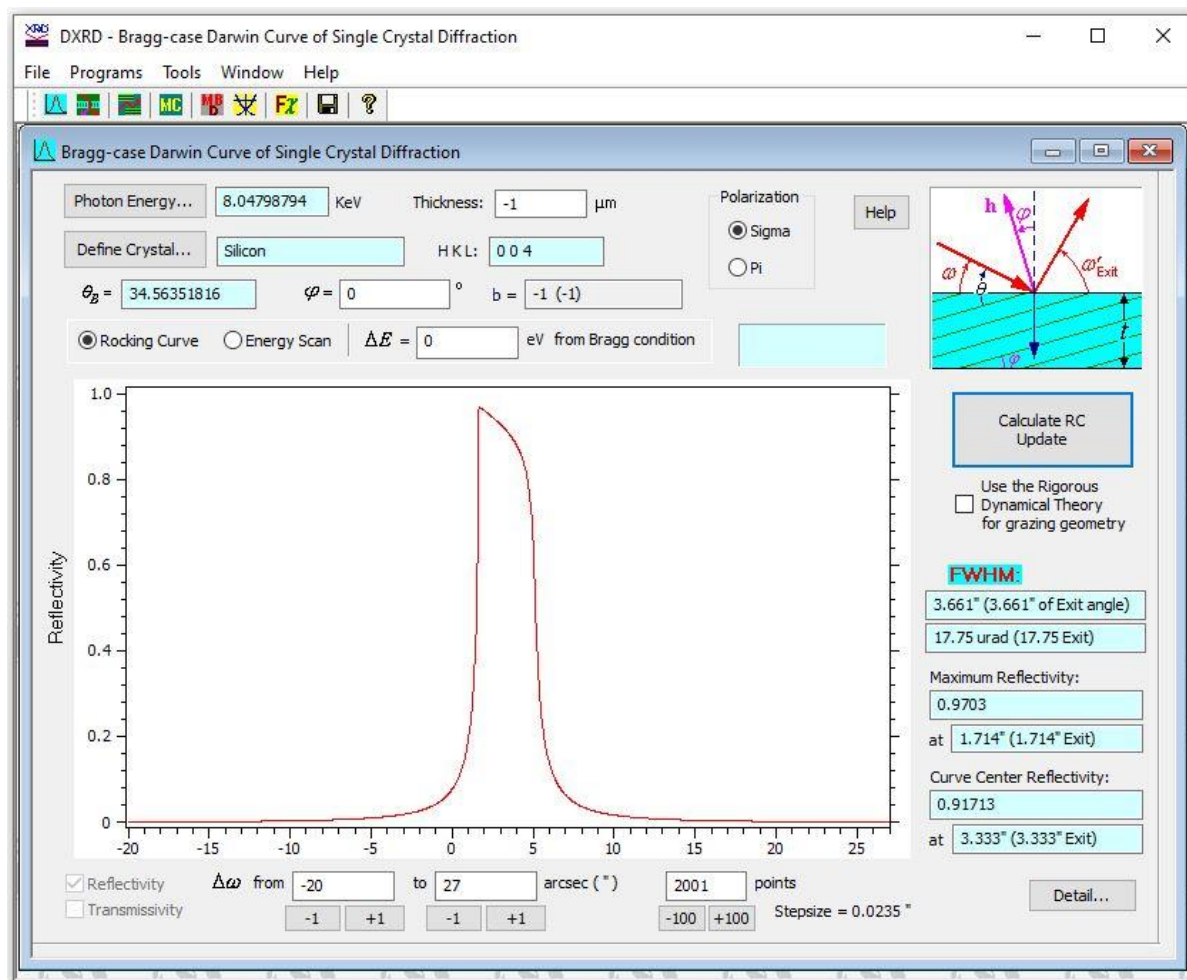 XRD
DXRD - Bragg-case Darwin Curve of Single Crystal Diffraction
File Programs Tools Window Help
MC MB D Fχ ?
Bragg-case Darwin Curve of Single Crystal Diffraction
Photon Energy... 8.04798794 KeV Thickness: -1 µm
Polarization
Sigma
Pi
Help
Define Crystal... Silicon H K L: 0 0 4
θB = 34.56351816 φ = 0 ° b = -1 (-1)
Rocking Curve Energy Scan ΔE = 0 eV from Bragg condition
h φ
ω θ ω′Exit
t
φ
Calculate RC
Update
Use the Rigorous
Dynamical Theory
for grazing geometry
FWHM:
3.661" (3.661" of Exit angle)
17.75 urad (17.75 Exit)
Maximum Reflectivity:
0.9703
at 1.714" (1.714" Exit)
Curve Center Reflectivity:
0.91713
at 3.333" (3.333" Exit)
Reflectivity
1.0
0.8
0.6
0.4
0.2
0
-20 -15 -10 -5 0 5 10 15 20 25
Reflectivity Δω from -20 to 27 arcsec ( " ) 2001 points
Transmissivity -1 +1 -1 +1 -100 +100 Stepsize = 0.0235 "
Detail...